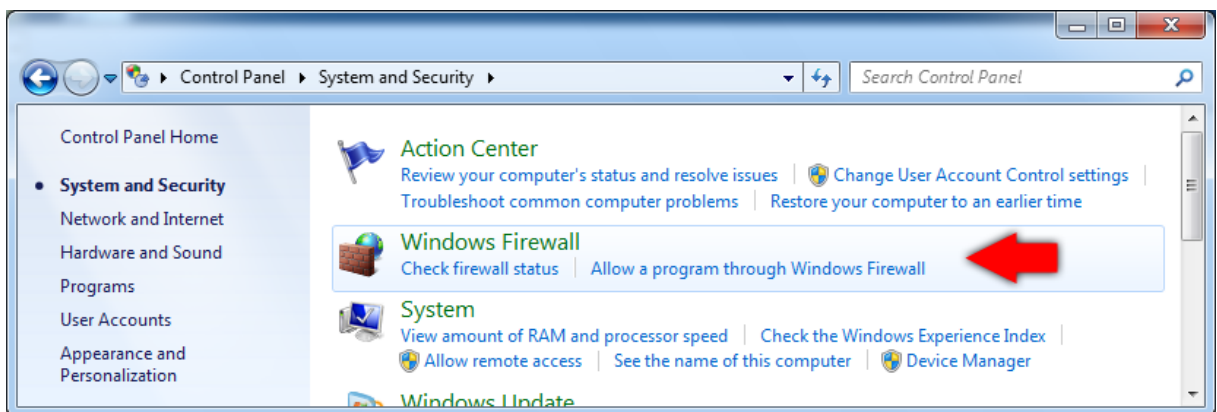 Control Panel System and Security
Search Control Panel
Control Panel Home
System and Security
Network and Internet
Hardware and Sound
Programs
User Accounts
Appearance and
Personalization
Action Center
Review your computer's status and resolve issues Change User Account Control settings
Troubleshoot common computer problems Restore your computer to an earlier time
Windows Firewall
Check firewall status Allow a program through Windows Firewall
System
View amount of RAM and processor speed Check the Windows Experience Index
Allow remote access See the name of this computer Device Manager
Windows Update